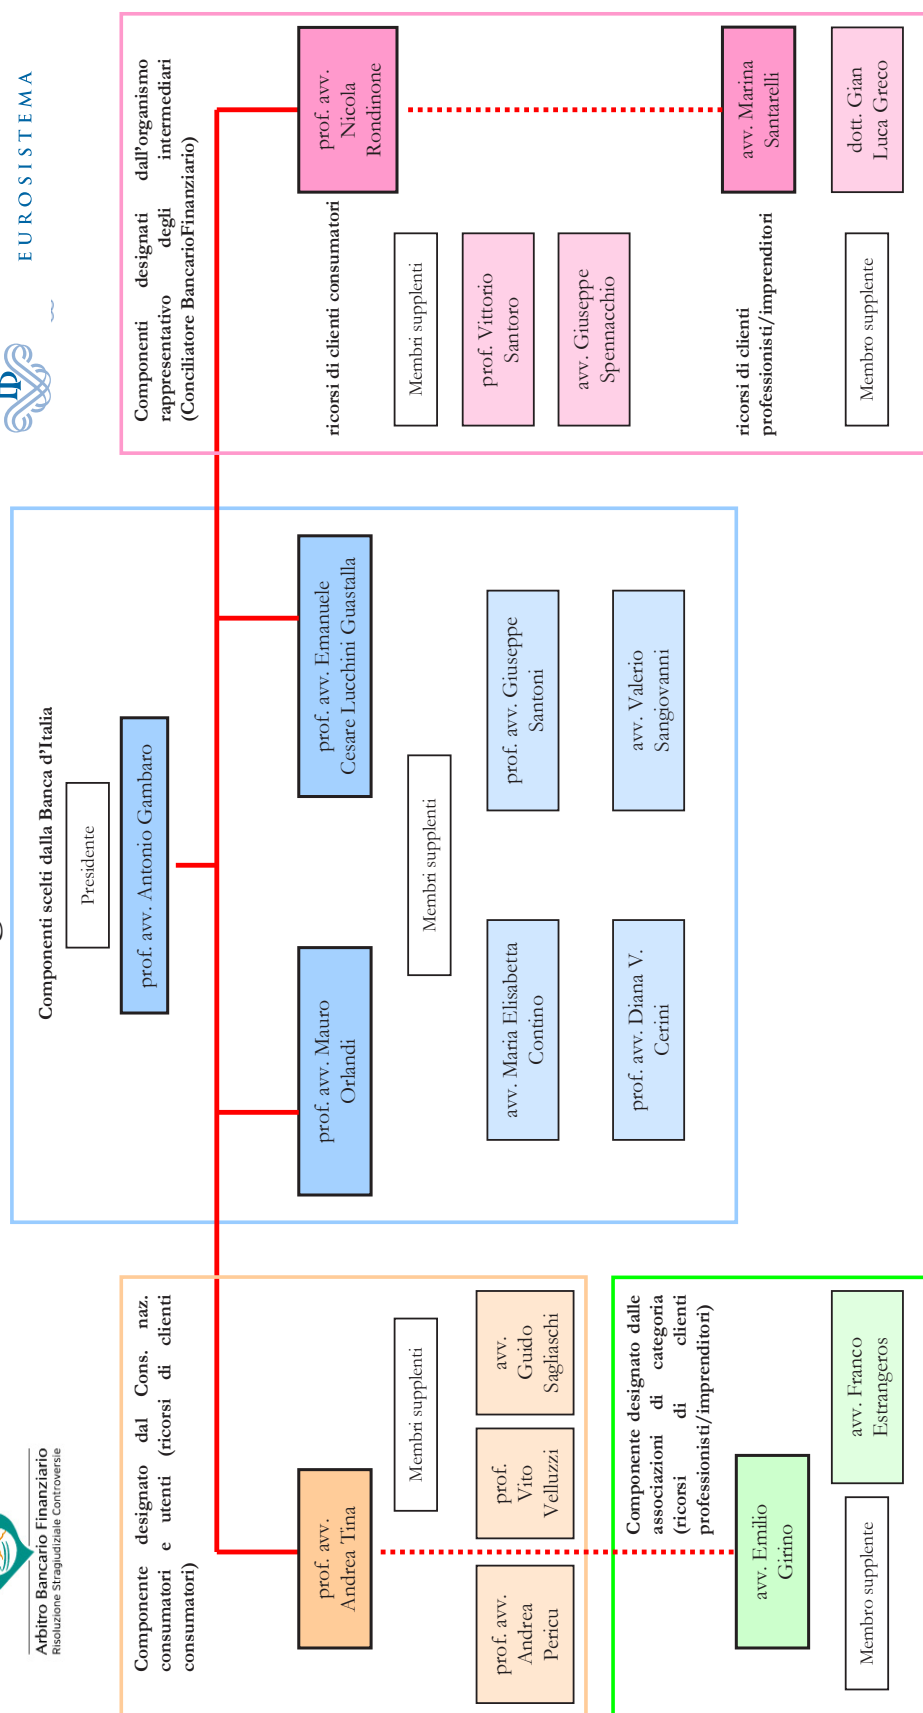 Arbitro Bancario Finanziario
Risoluzione Stragiudiziale Controversie
EUROSISTEMA
Componenti scelti dalla Banca d'Italia
Presidente
prof. avv. Antonio Gambaro
prof. avv. Mauro
Orlandi
prof. avv. Emanuele
Cesare Lucchini Guastalla
Membri supplenti
avv. Maria Elisabetta
Contino
prof. avv. Giuseppe
Santoni
prof. avv. Diana V.
Cerini
avv. Valerio
Sangiovanni
Componente designato dal Cons. naz.
consumatori e utenti (ricorsi di clienti
consumatori)
prof. avv.
Andrea Tina
Membri supplenti
prof. avv.
Andrea
Pericu
prof.
Vito
Velluzzi
avv.
Guido
Sagliaschi
Componente designato dalle
associazioni di categoria
(ricorsi di clienti
professionisti/imprenditori)
avv. Emilio
Girino
Membro supplente
avv. Franco
Estrangeros
Componenti designati dall'organismo
rappresentativo degli intermediari
(Conciliatore BancarioFinanziario)
ricorsi di clienti consumatori
prof. avv.
Nicola
Rondinone
Membri supplenti
prof. Vittorio
Santoro
avv. Giuseppe
Spennacchio
ricorsi di clienti
professionisti/imprenditori
avv. Marina
Santarelli
Membro supplente
dott. Gian
Luca Greco